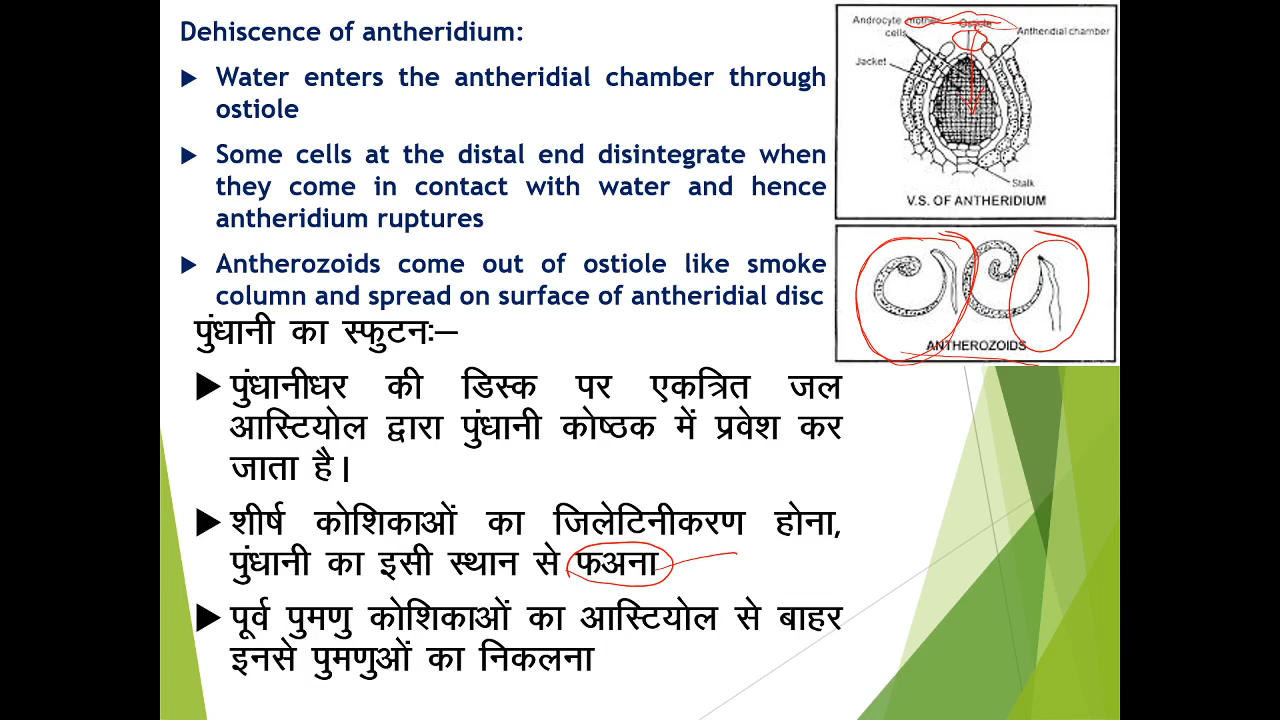 Dehiscence of antheridium:
Water enters the antheridial chamber through
ostiole
Some cells at the distal end disintegrate when
they come in contact with water and hence
antheridium ruptures
Antherozoids come out of ostiole like smoke
column and spread on surface of antheridial disc
पुंधानी का स्फुटनः–
पुंधानीधर की डिस्क पर एकत्रित जल
आस्टियोल द्वारा पुंधानी कोष्ठक में प्रवेश कर
जाता है।
शीर्ष कोशिकाओं का जिलेटिनीकरण होना,
पुंधानी का इसी स्थान से फअना
पूर्व पुमणु कोशिकाओं का आस्टियोल से बाहर
इनसे पुमणुओं का निकलना
Androcyte mother
cells
Ostiole
Antheridial chamber
Jacket
Stalk
V.S. OF ANTHERIDIUM
ANTHEROZOIDS